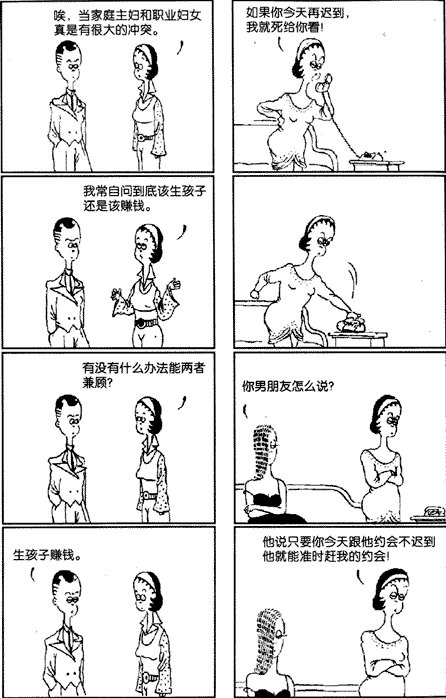 唉，当家庭主妇和职业妇女
真是有很大的冲突。
我常自问到底该生孩子
还是该赚钱。
有没有什么办法能两者
兼顾?
生孩子赚钱。
如果你今天再迟到，
我就死给你看!
你男朋友怎么说?
他说只要你今天跟他约会不迟到
他就能准时赶我的约会!